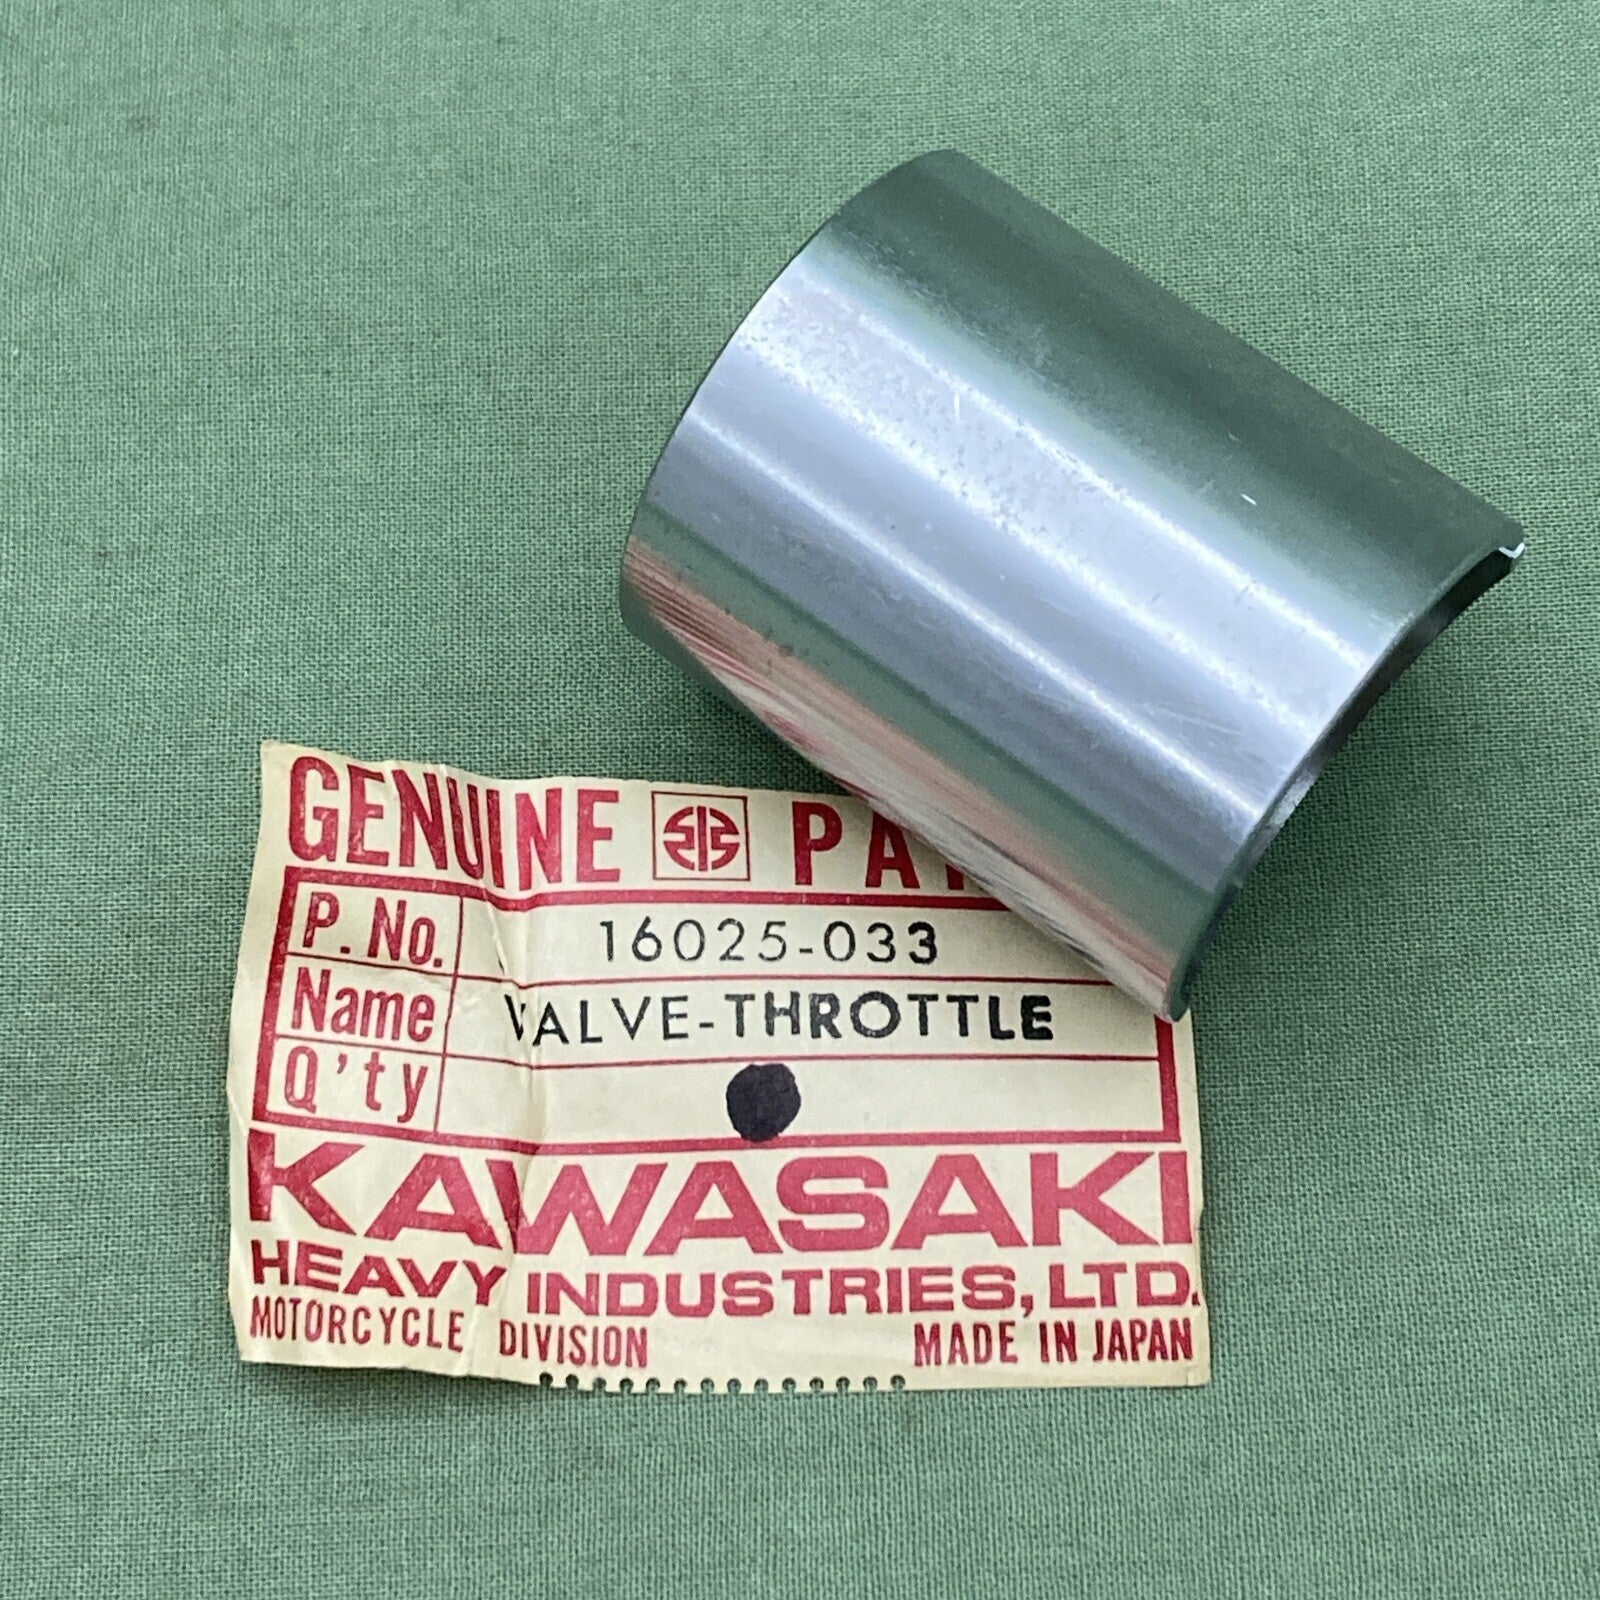 GENUINE PA
P. No. 16025-033
Name VALVE-THROTTLE
Q'ty
KAWASAKI
HEAVY INDUSTRIES, LTD.
MOTORCYCLE DIVISION MADE IN JAPAN